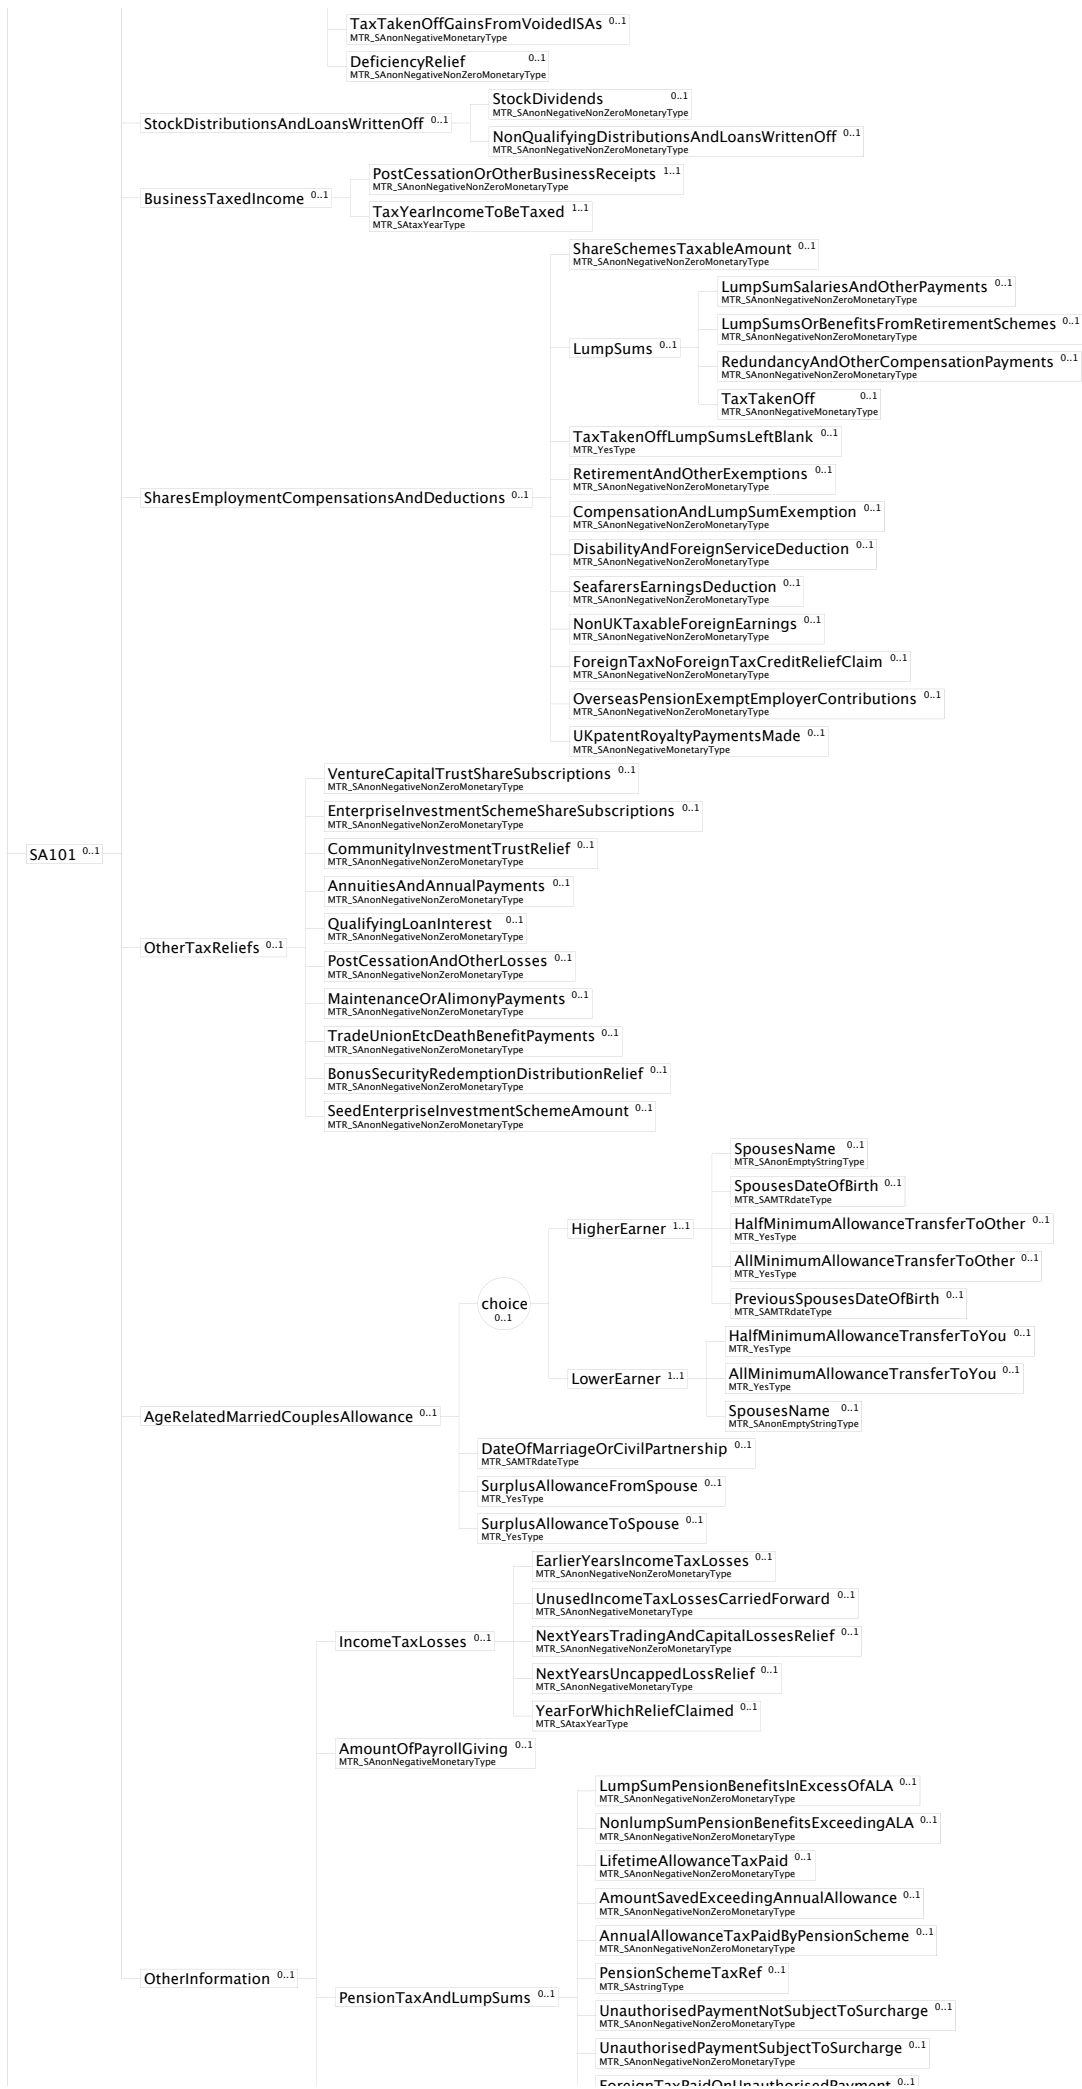 TaxTakenOffGainsFromVoidedISAs 0..1
MTR_SAnonNegativeMonetaryType
DeficiencyRelief 0..1
MTR_SAnonNegativeNonZeroMonetaryType
StockDistributionsAndLoansWrittenOff 0..1
StockDividends 0..1
MTR_SAnonNegativeNonZeroMonetaryType
NonQualifyingDistributionsAndLoansWrittenOff 0..1
MTR_SAnonNegativeNonZeroMonetaryType
BusinessTaxedIncome 0..1
PostCessationOrOtherBusinessReceipts 1..1
MTR_SAnonNegativeNonZeroMonetaryType
TaxYearIncomeToBeTaxed 1..1
MTR_SAtaxYearType
SharesEmploymentCompensationsAndDeductions 0..1
ShareSchemesTaxableAmount 0..1
MTR_SAnonNegativeNonZeroMonetaryType
LumpSums 0..1
LumpSumSalariesAndOtherPayments 0..1
MTR_SAnonNegativeNonZeroMonetaryType
LumpSumsOrBenefitsFromRetirementSchemes 0..1
MTR_SAnonNegativeNonZeroMonetaryType
RedundancyAndOtherCompensationPayments 0..1
MTR_SAnonNegativeNonZeroMonetaryType
TaxTakenOff 0..1
MTR_SAnonNegativeMonetaryType
TaxTakenOffLumpSumsLeftBlank 0..1
MTR_YesType
RetirementAndOtherExemptions 0..1
MTR_SAnonNegativeNonZeroMonetaryType
CompensationAndLumpSumExemption 0..1
MTR_SAnonNegativeNonZeroMonetaryType
DisabilityAndForeignServiceDeduction 0..1
MTR_SAnonNegativeNonZeroMonetaryType
SeafarersEarningsDeduction 0..1
MTR_SAnonNegativeNonZeroMonetaryType
NonUKTaxableForeignEarnings 0..1
MTR_SAnonNegativeNonZeroMonetaryType
ForeignTaxNoForeignTaxCreditReliefClaim 0..1
MTR_SAnonNegativeNonZeroMonetaryType
OverseasPensionExemptEmployerContributions 0..1
MTR_SAnonNegativeNonZeroMonetaryType
UKpatentRoyaltyPaymentsMade 0..1
MTR_SAnonNegativeMonetaryType
SA101 0..1
OtherTaxReliefs 0..1
VentureCapitalTrustShareSubscriptions 0..1
MTR_SAnonNegativeNonZeroMonetaryType
EnterpriseInvestmentSchemeShareSubscriptions 0..1
MTR_SAnonNegativeNonZeroMonetaryType
CommunityInvestmentTrustRelief 0..1
MTR_SAnonNegativeNonZeroMonetaryType
AnnuitiesAndAnnualPayments 0..1
MTR_SAnonNegativeNonZeroMonetaryType
QualifyingLoanInterest 0..1
MTR_SAnonNegativeNonZeroMonetaryType
PostCessationAndOtherLosses 0..1
MTR_SAnonNegativeNonZeroMonetaryType
MaintenanceOrAlimonyPayments 0..1
MTR_SAnonNegativeNonZeroMonetaryType
TradeUnionEtcDeathBenefitPayments 0..1
MTR_SAnonNegativeNonZeroMonetaryType
BonusSecurityRedemptionDistributionRelief 0..1
MTR_SAnonNegativeNonZeroMonetaryType
SeedEnterpriseInvestmentSchemeAmount 0..1
MTR_SAnonNegativeNonZeroMonetaryType
AgeRelatedMarriedCouplesAllowance 0..1
choice
0..1
HigherEarner 1..1
SpousesName 0..1
MTR_SAnonEmptyStringType
SpousesDateOfBirth 0..1
MTR_SAMTRdateType
HalfMinimumAllowanceTransferToOther 0..1
MTR_YesType
AllMinimumAllowanceTransferToOther 0..1
MTR_YesType
PreviousSpousesDateOfBirth 0..1
MTR_SAMTRdateType
LowerEarner 1..1
HalfMinimumAllowanceTransferToYou 0..1
MTR_YesType
AllMinimumAllowanceTransferToYou 0..1
MTR_YesType
SpousesName 0..1
MTR_SAnonEmptyStringType
DateOfMarriageOrCivilPartnership 0..1
MTR_SAMTRdateType
SurplusAllowanceFromSpouse 0..1
MTR_YesType
SurplusAllowanceToSpouse 0..1
MTR_YesType
OtherInformation 0..1
IncomeTaxLosses 0..1
EarlierYearsIncomeTaxLosses 0..1
MTR_SAnonNegativeNonZeroMonetaryType
UnusedIncomeTaxLossesCarriedForward 0..1
MTR_SAnonNegativeMonetaryType
NextYearsTradingAndCapitalLossesRelief 0..1
MTR_SAnonNegativeNonZeroMonetaryType
NextYearsUncappedLossRelief 0..1
MTR_SAnonNegativeMonetaryType
YearForWhichReliefClaimed 0..1
MTR_SAtaxYearType
AmountOfPayrollGiving 0..1
MTR_SAnonNegativeMonetaryType
PensionTaxAndLumpSums 0..1
LumpSumPensionBenefitsInExcessOfALA 0..1
MTR_SAnonNegativeNonZeroMonetaryType
NonlumpSumPensionBenefitsExceedingALA 0..1
MTR_SAnonNegativeNonZeroMonetaryType
LifetimeAllowanceTaxPaid 0..1
MTR_SAnonNegativeNonZeroMonetaryType
AmountSavedExceedingAnnualAllowance 0..1
MTR_SAnonNegativeNonZeroMonetaryType
AnnualAllowanceTaxPaidByPensionScheme 0..1
MTR_SAnonNegativeNonZeroMonetaryType
PensionSchemeTaxRef 0..1
MTR_SAstringType
UnauthorisedPaymentNotSubjectToSurcharge 0..1
MTR_SAnonNegativeNonZeroMonetaryType
UnauthorisedPaymentSubjectToSurcharge 0..1
MTR_SAnonNegativeNonZeroMonetaryType
ForeignTaxPaidOnUnauthorisedPayment 0..1